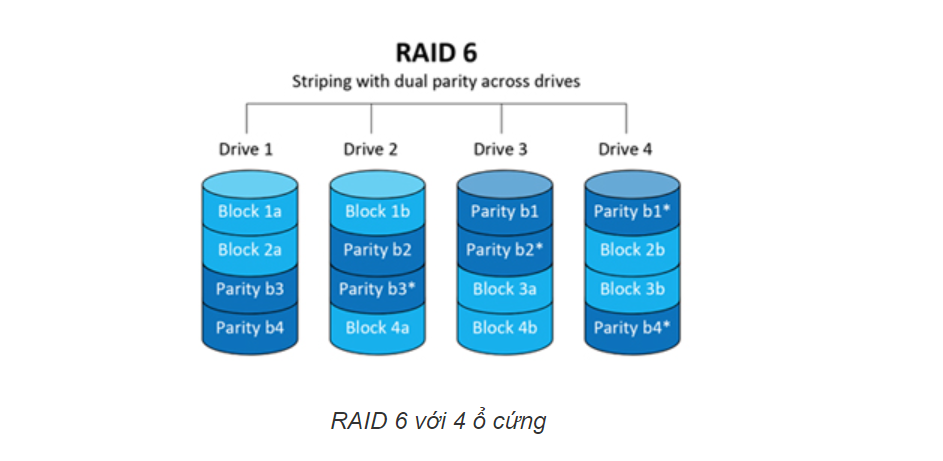 RAID 6
Striping with dual parity across drives
Drive 1 Drive 2 Drive 3 Drive 4
Block 1a Block 1b Parity b1 Parity b1*
Block 2a Parity b2 Parity b2* Block 2b
Parity b3 Parity b3* Block 3a Block 3b
Parity b4 Block 4a Block 4b Parity b4*
RAID 6 với 4 ổ cứng